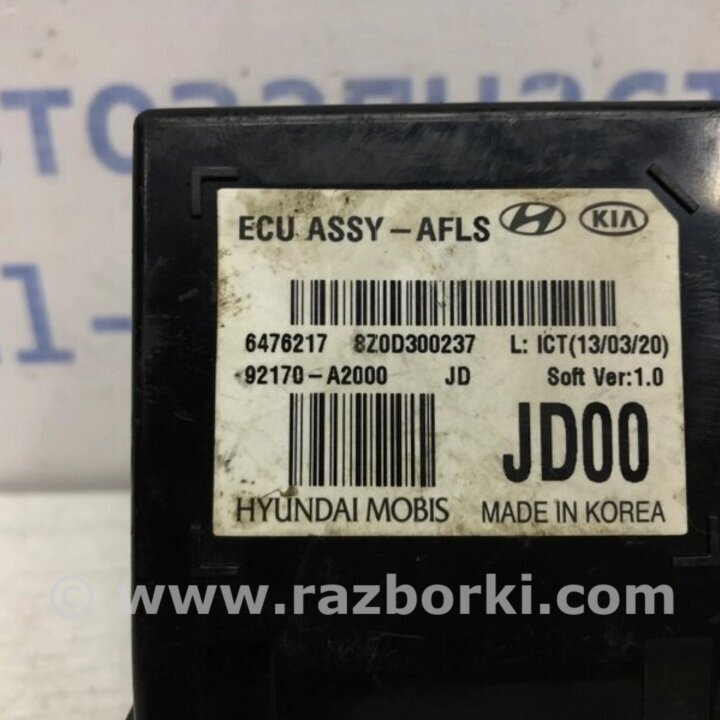 ECU ASSY-AFLS KIA
6476217 8Z0D300237 L: ICT(13/03/20)
92170-A2000 JD Soft Ver:1.0
JD00
HYUNDAI MOBIS MADE IN KOREA
© www.razborki.com